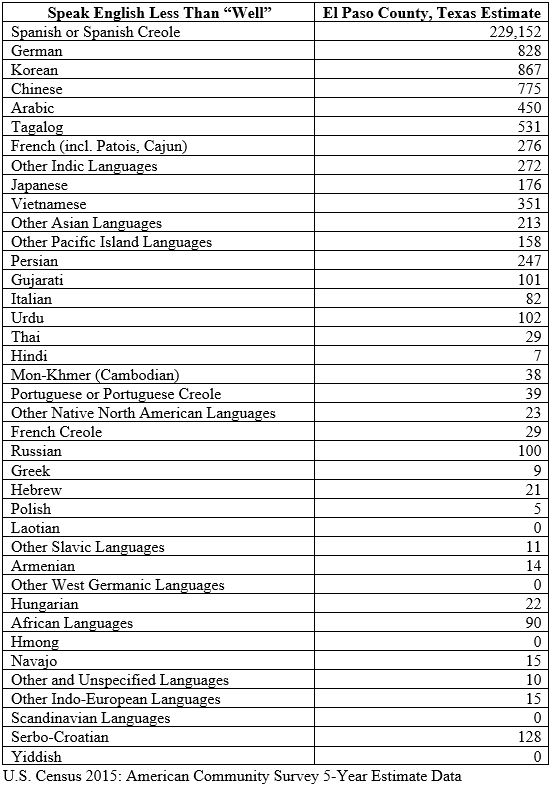 Speak English Less Than “Well” El Paso County, Texas Estimate
Spanish or Spanish Creole 229,152
German 828
Korean 867
Chinese 775
Arabic 450
Tagalog 531
French (incl. Patois, Cajun) 276
Other Indic Languages 272
Japanese 176
Vietnamese 351
Other Asian Languages 213
Other Pacific Island Languages 158
Persian 247
Gujarati 101
Italian 82
Urdu 102
Thai 29
Hindi 7
Mon-Khmer (Cambodian) 38
Portuguese or Portuguese Creole 39
Other Native North American Languages 23
French Creole 29
Russian 100
Greek 9
Hebrew 21
Polish 5
Laotian 0
Other Slavic Languages 11
Armenian 14
Other West Germanic Languages 0
Hungarian 22
African Languages 90
Hmong 0
Navajo 15
Other and Unspecified Languages 10
Other Indo-European Languages 15
Scandinavian Languages 0
Serbo-Croatian 128
Yiddish 0
U.S. Census 2015: American Community Survey 5-Year Estimate Data